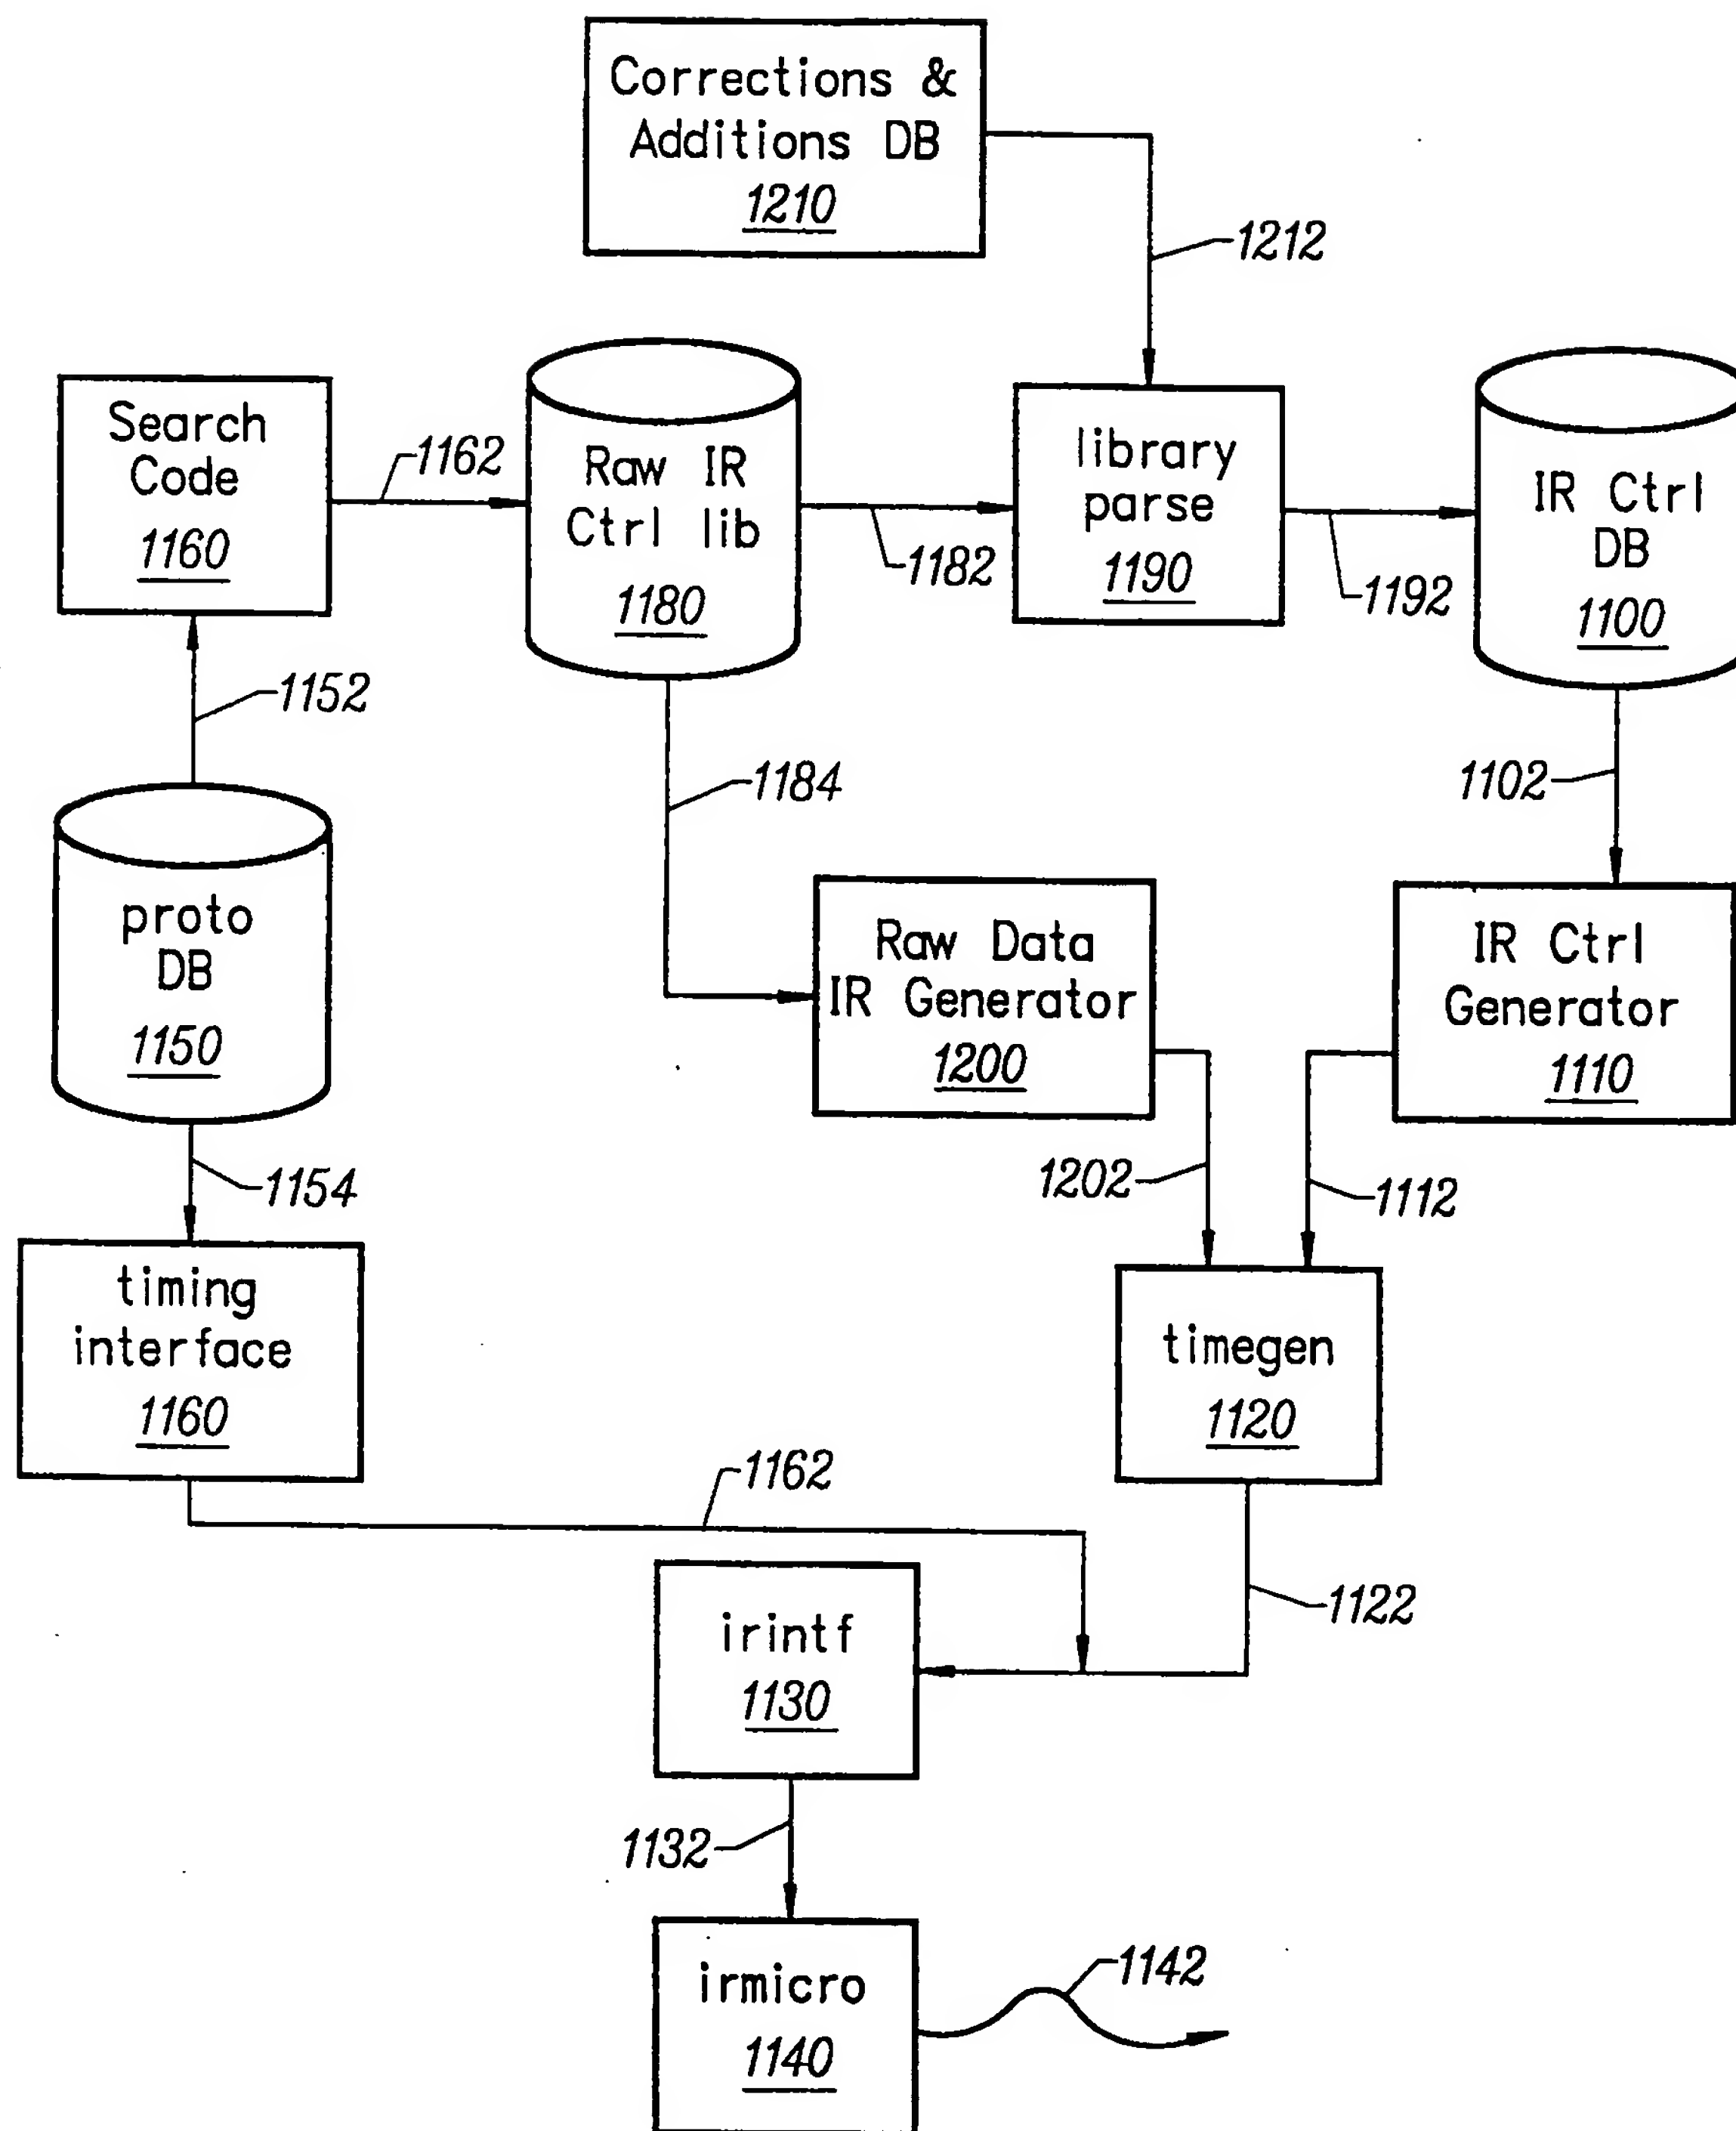 Corrections &
Additions DB
1210
1212
Search
Code
1160
1162
Raw IR
Ctrl lib
1180
1182
library
parse
1190
1192
IR Ctrl
DB
1100
1152
1184
1102
proto
DB
1150
Raw Data
IR Generator
1200
IR Ctrl
Generator
1110
1154
1202
1112
timing
interface
1160
timegen
1120
1162
1122
irintf
1130
1132
irmicro
1140
1142